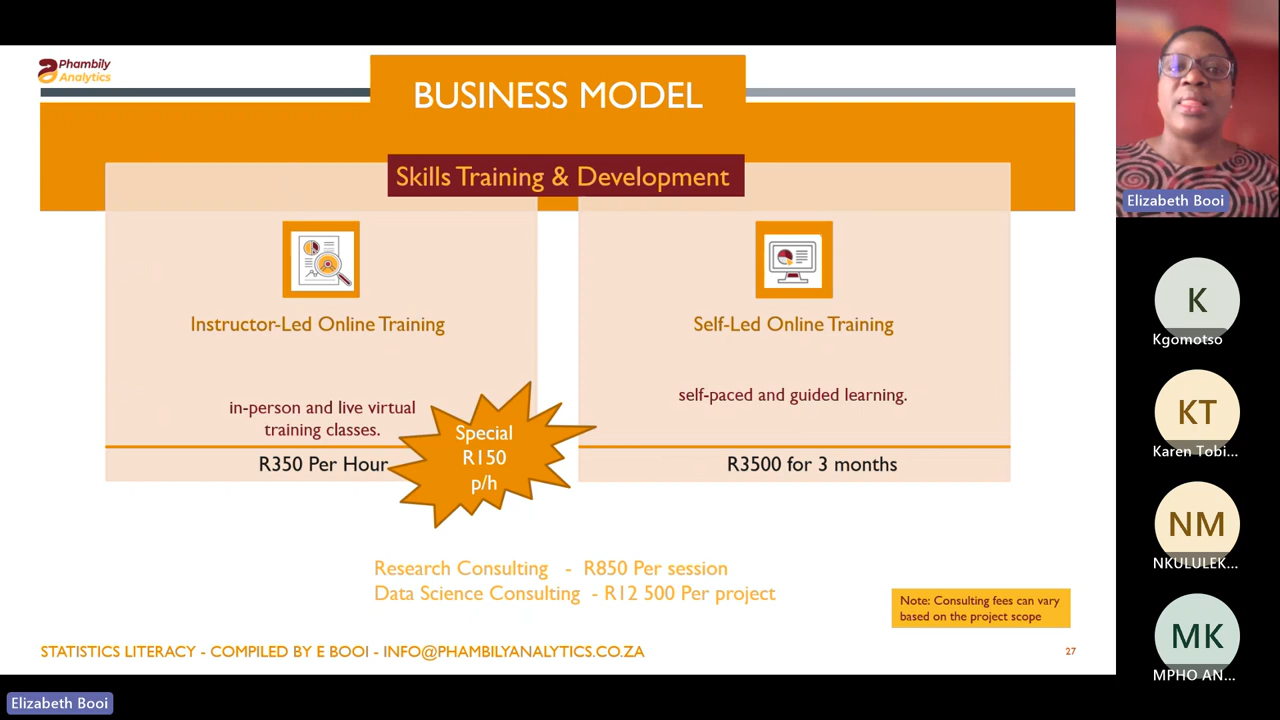 Phambily
Analytics
BUSINESS MODEL
Skills Training & Development
Instructor-Led Online Training
in-person and live virtual
training classes.
R350 Per Hour
Special
R150
p/h
Self-Led Online Training
self-paced and guided learning.
R3500 for 3 months
Research Consulting - R850 Per session
Data Science Consulting - R12 500 Per project
Note: Consulting fees can vary
based on the project scope
STATISTICS LITERACY - COMPILED BY E BOOI - INFO@PHAMBILYANALYTICS.CO.ZA
27
Elizabeth Booi
Elizabeth Booi
K
Kgomotso
KT
Karen Tobi...
NM
NKULULEK...
MK
MPHO AN...